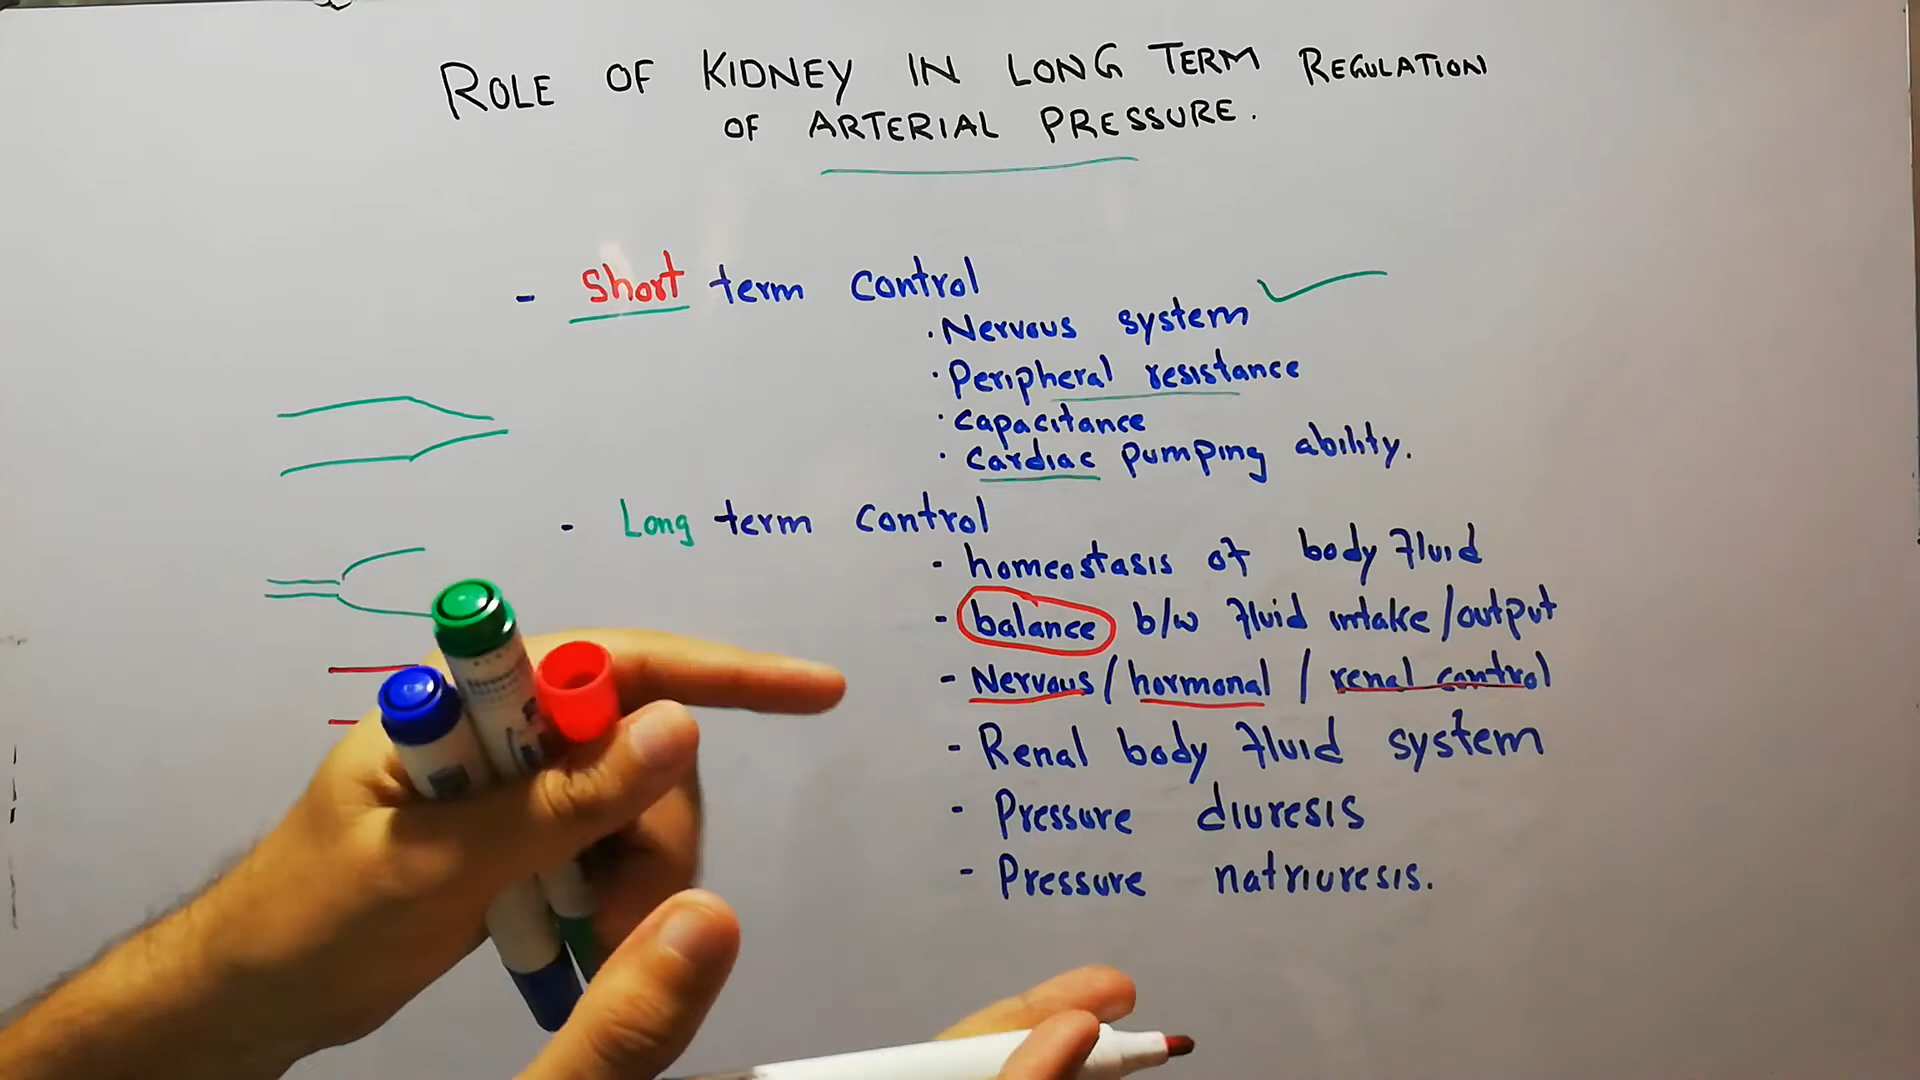 ROLE OF KIDNEY IN LONG TERM REGULATION
OF ARTERIAL PRESSURE.
- Short term control
. Nervous system
. Peripheral resistance
. capacitance
. cardiac pumping ability.
- Long term control
- homeostasis of body fluid
- balance b/w fluid intake/output
- Nervous / hormonal / renal control
- Renal body fluid system
- Pressure diuresis
- Pressure natriuresis.